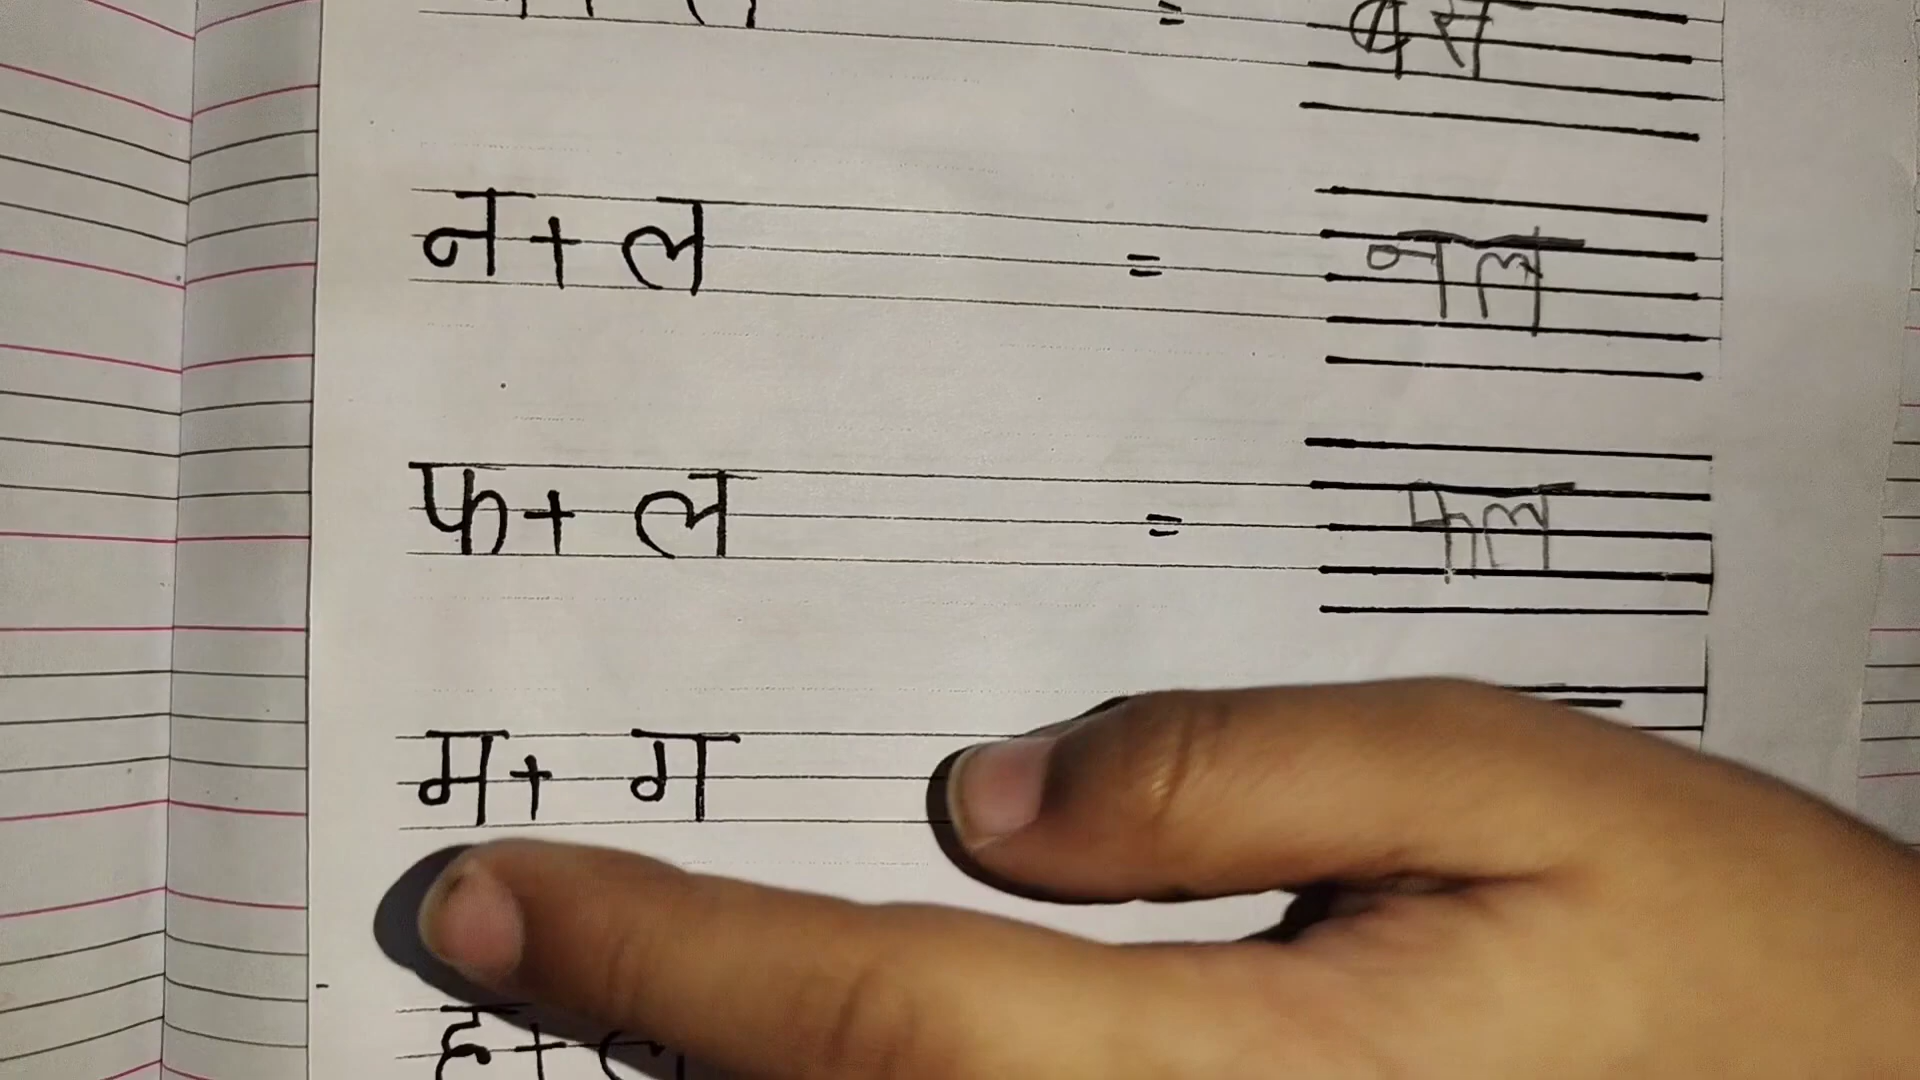 = बस
न + ल = नल
फ + ल = फल
म + ग
ह + ल